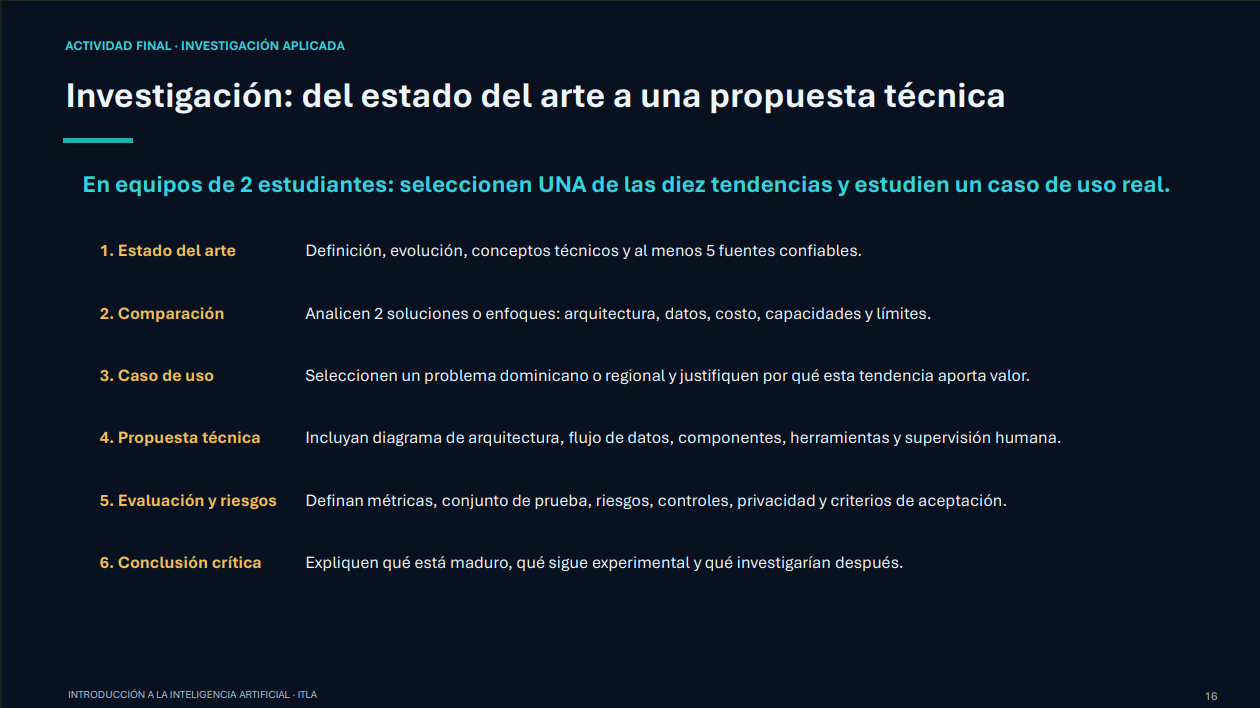 ACTIVIDAD FINAL · INVESTIGACIÓN APLICADA
Investigación: del estado del arte a una propuesta técnica
En equipos de 2 estudiantes: seleccionen UNA de las diez tendencias y estudien un caso de uso real.
1. Estado del arte Definición, evolución, conceptos técnicos y al menos 5 fuentes confiables.
2. Comparación Analicen 2 soluciones o enfoques: arquitectura, datos, costo, capacidades y límites.
3. Caso de uso Seleccionen un problema dominicano o regional y justifiquen por qué esta tendencia aporta valor.
4. Propuesta técnica Incluyan diagrama de arquitectura, flujo de datos, componentes, herramientas y supervisión humana.
5. Evaluación y riesgos Definan métricas, conjunto de prueba, riesgos, controles, privacidad y criterios de aceptación.
6. Conclusión crítica Expliquen qué está maduro, qué sigue experimental y qué investigarían después.
INTRODUCCIÓN A LA INTELIGENCIA ARTIFICIAL · ITLA 16